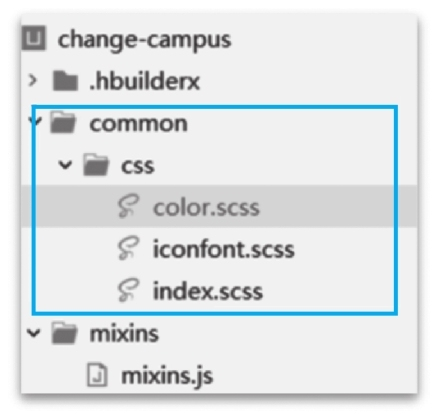 U change-campus
.hbuilderx
common
css
color.scss
iconfont.scss
index.scss
mixins
mixins.js